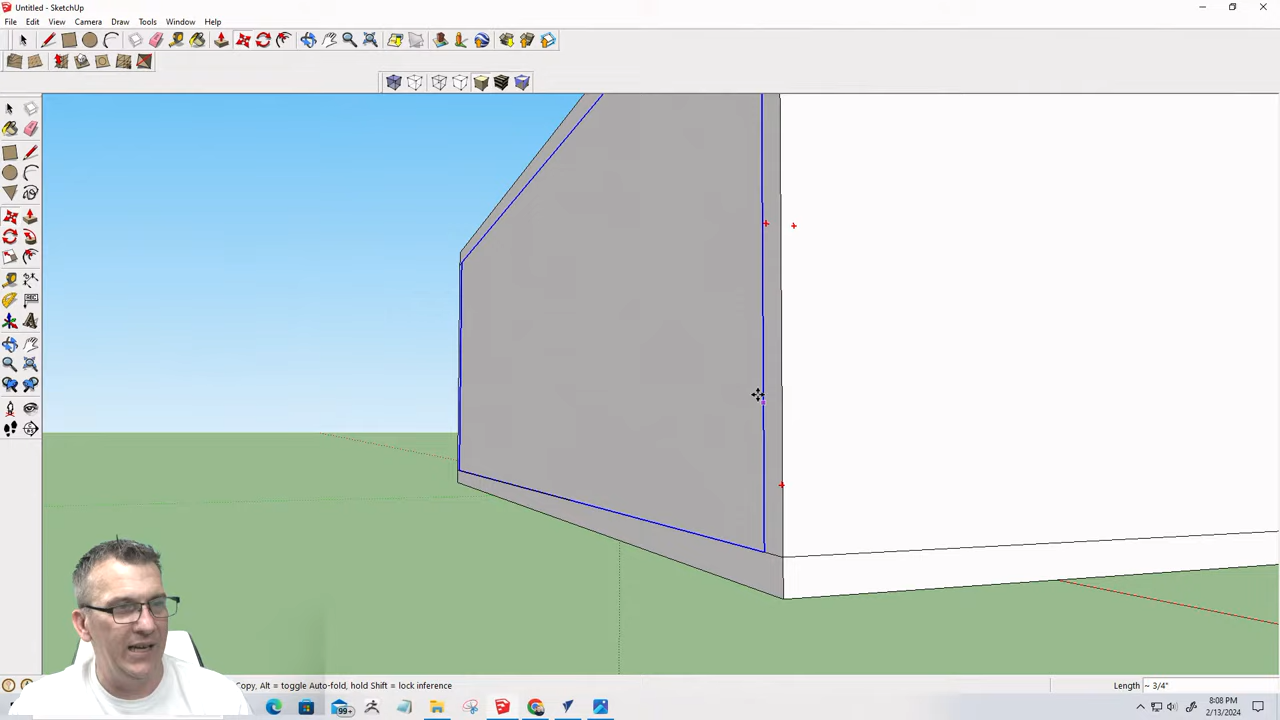 Untitled - SketchUp
File Edit View Camera Draw Tools Window Help
Copy, Alt = toggle Auto-fold, hold Shift = lock inference
Length ~ 3/4"
99+
8:08 PM
2/13/2024